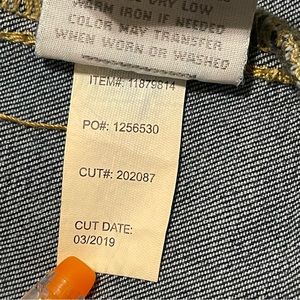 DRY LOW
WARM IRON IF NEEDED
COLOR MAY TRANSFER
WHEN WORN OR WASHED
ITEM#: 11879814
PO#: 1256530
CUT#: 202087
CUT DATE:
03/2019